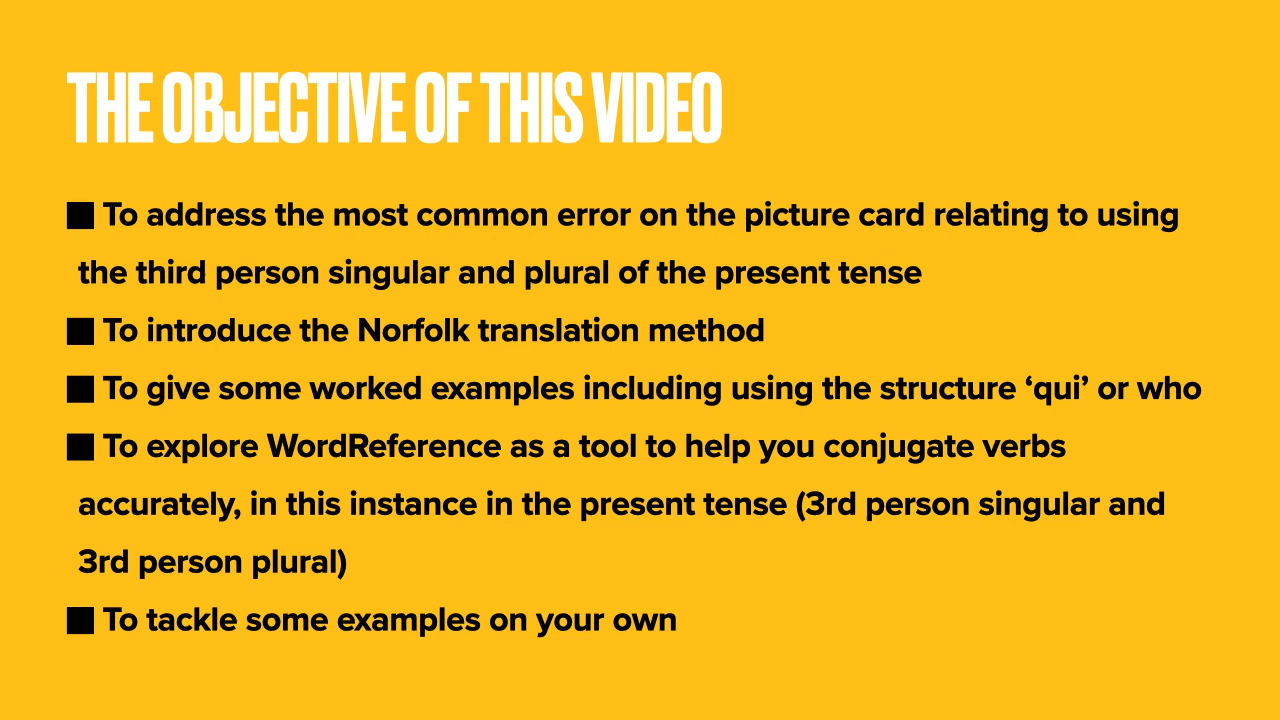 THE OBJECTIVE OF THIS VIDEO
■ To address the most common error on the picture card relating to using
the third person singular and plural of the present tense
■ To introduce the Norfolk translation method
■ To give some worked examples including using the structure ‘qui’ or who
■ To explore WordReference as a tool to help you conjugate verbs
accurately, in this instance in the present tense (3rd person singular and
3rd person plural)
■ To tackle some examples on your own